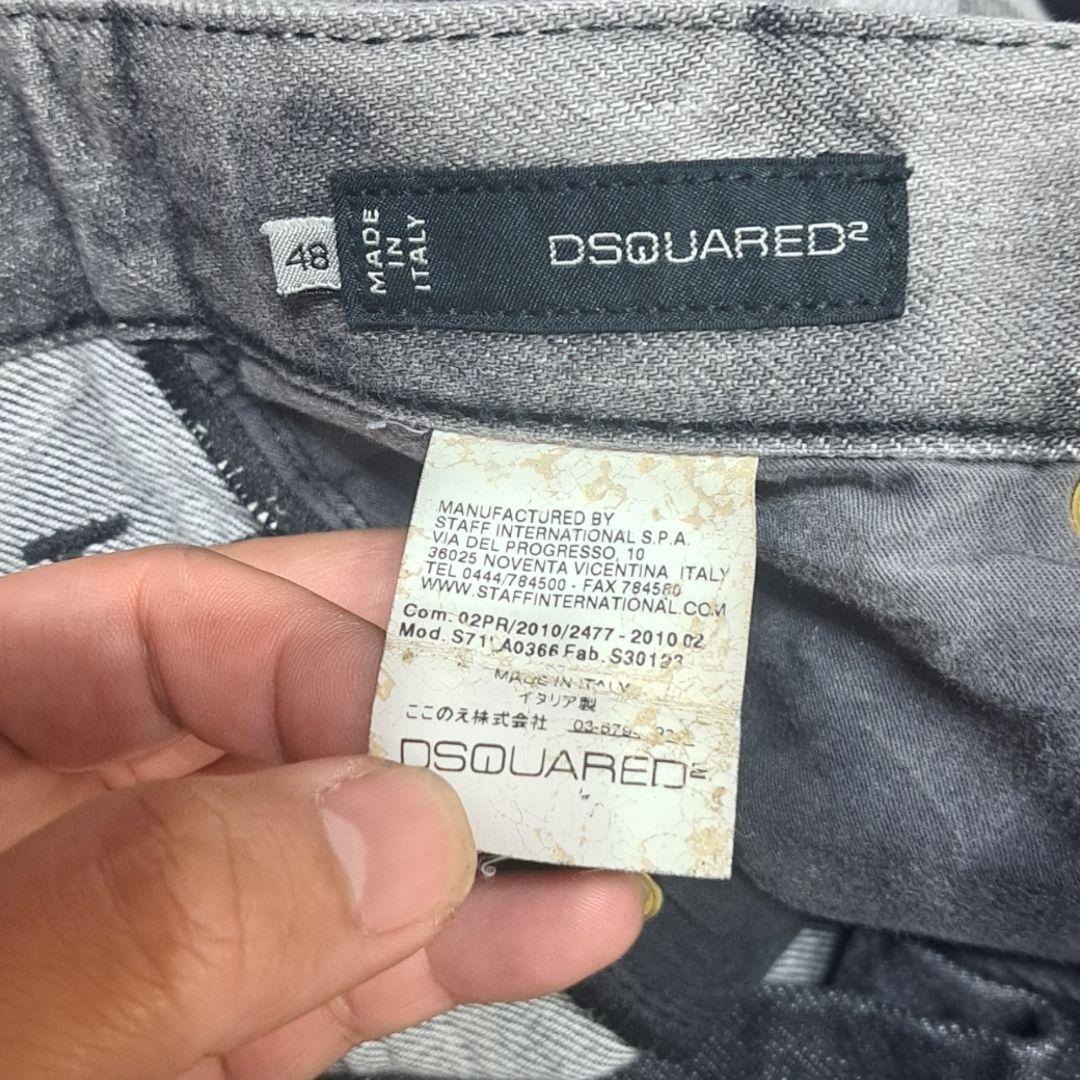 48
MADE
IN
ITALY
DSQUARED²
MANUFACTURED BY
STAFF INTERNATIONAL S.P.A.
VIA DEL PROGRESSO, 10
36025 NOVENTA VICENTINA ITALY
TEL 0444/784500 - FAX 784580
WWW.STAFFINTERNATIONAL.COM
Com. 02PR/2010/2477 - 2010 02
Mod. Fab.
MADE IN ITALY
イタリア製
ここのえ株式会社
DSQUARED²